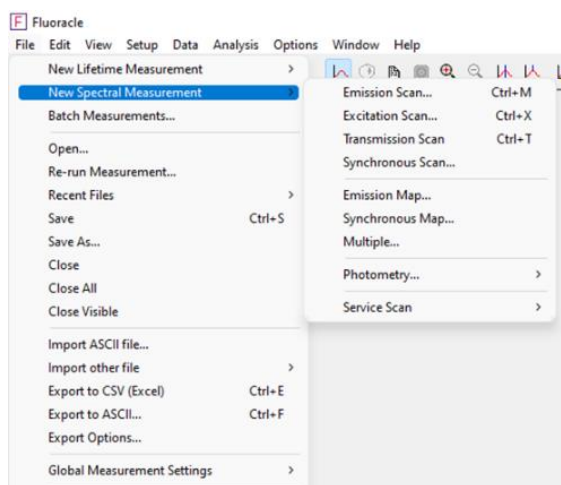 Fluoracle
File Edit View Setup Data Analysis Options Window Help
New Lifetime Measurement
New Spectral Measurement
Batch Measurements...
Open...
Re-run Measurement...
Recent Files
Save Ctrl+S
Save As...
Close
Close All
Close Visible
Import ASCII file...
Import other file
Export to CSV (Excel) Ctrl+E
Export to ASCII... Ctrl+F
Export Options...
Global Measurement Settings
Emission Scan... Ctrl+M
Excitation Scan... Ctrl+X
Transmission Scan Ctrl+T
Synchronous Scan...
Emission Map...
Synchronous Map...
Multiple...
Photometry...
Service Scan